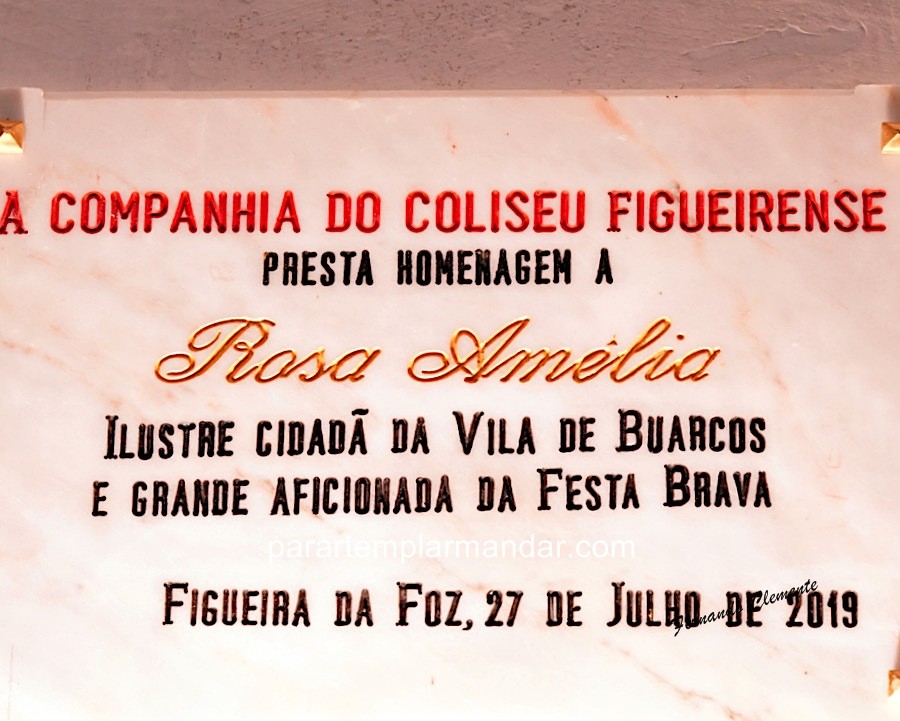 A COMPANHIA DO COLISEU FIGUEIRENSE
PRESTA HOMENAGEM A
Rosa Amélia
ILUSTRE CIDADÃ DA VILA DE BUARCOS
E GRANDE AFICIONADA DA FESTA BRAVA
parartemplarmandar.com
FIGUEIRA DA FOZ, 27 DE JULHO DE 2019
Clemente